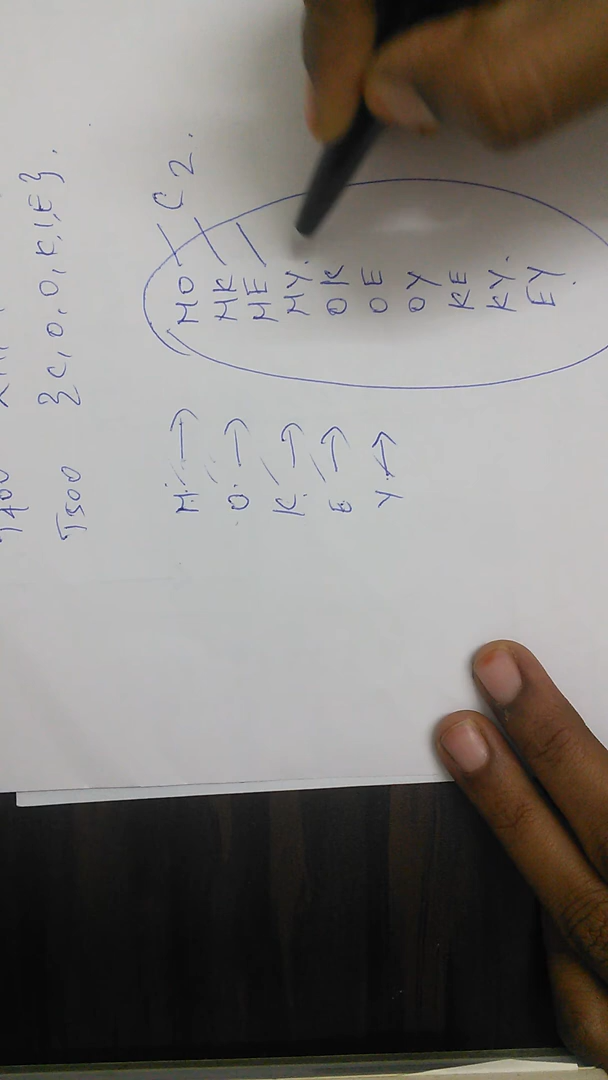 T500 {C, O, O, K, I, E}.
C2.
M. → MO
O → MK
K. → ME
E → MY.
Y → OK
OE
OY
KE
KY.
EY.